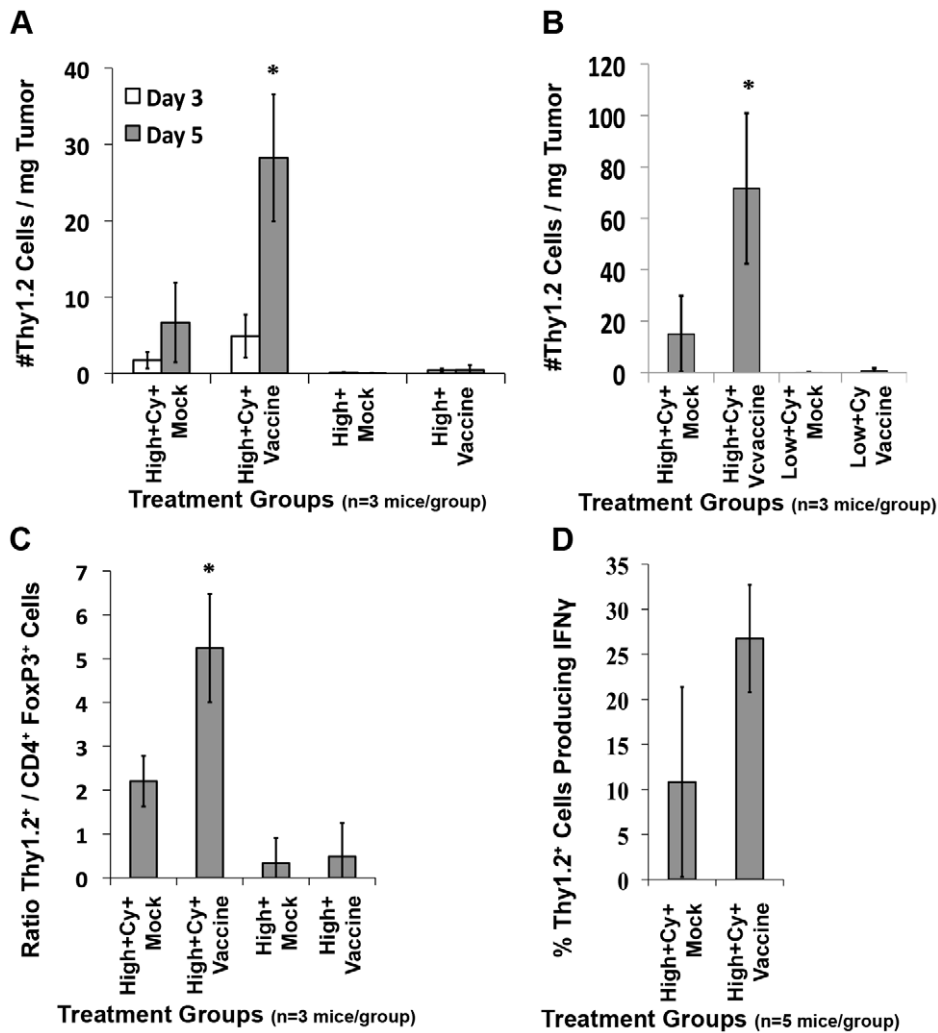 A
#Thy1.2 Cells / mg Tumor
40
30
20
10
0
Day 3
Day 5
*
High+Cy+
Mock
High+Cy+
Vaccine
High+
Mock
High+
Vaccine
Treatment Groups (n=3 mice/group)
B
#Thy1.2 Cells / mg Tumor
120
100
80
60
40
20
0
*
High+Cy+
Mock
High+Cy+
Vcvaccine
Low+Cy+
Mock
Low+Cy
Vaccine
Treatment Groups (n=3 mice/group)
C
Ratio Thy1.2⁺ / CD4⁺ FoxP3⁺ Cells
7
6
5
4
3
2
1
0
*
High+Cy+
Mock
High+Cy+
Vaccine
High+
Mock
High+
Vaccine
Treatment Groups (n=3 mice/group)
D
% Thy1.2⁺ Cells Producing IFNγ
35
30
25
20
15
10
5
0
High+Cy+
Mock
High+Cy+
Vaccine
Treatment Groups (n=5 mice/group)